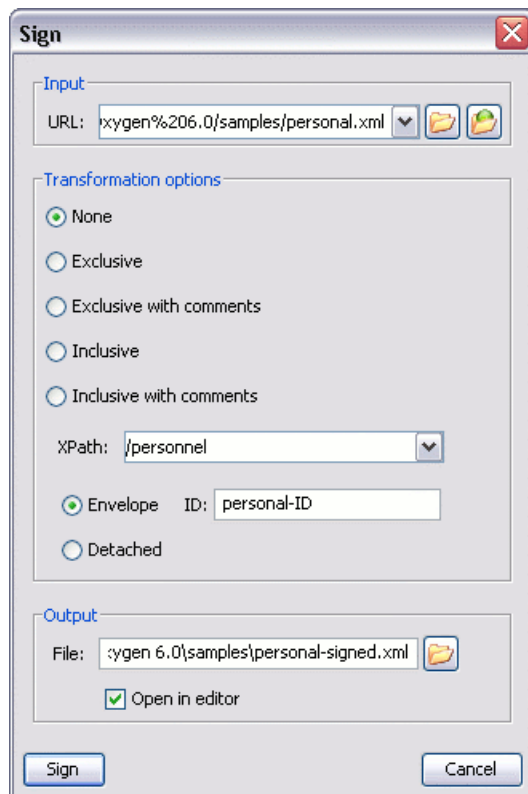 Sign
Input
URL: xygen%206.0/samples/personal.xml
Transformation options
None
Exclusive
Exclusive with comments
Inclusive
Inclusive with comments
XPath: /personnel
Envelope ID: personal-ID
Detached
Output
File: xygen 6.0\samples\personal-signed.xml
Open in editor
Sign Cancel